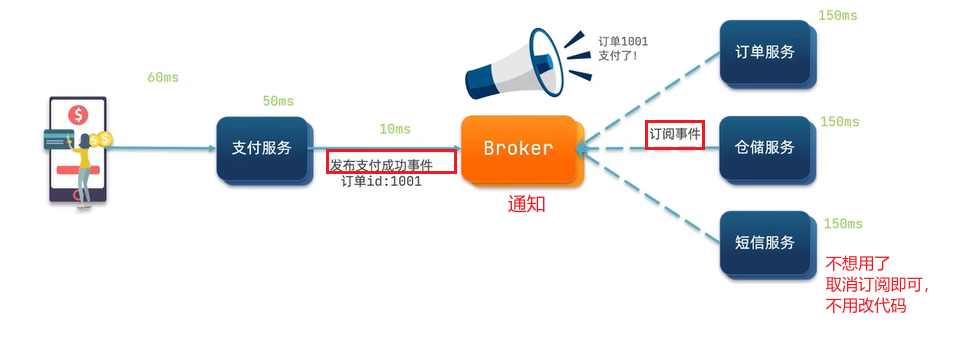 60ms
50ms
支付服务
10ms
发布支付成功事件
订单id:1001
Broker
通知
订单1001
支付了!
订阅事件
150ms
订单服务
150ms
仓储服务
150ms
短信服务
不想用了
取消订阅即可，
不用改代码
$
$
$